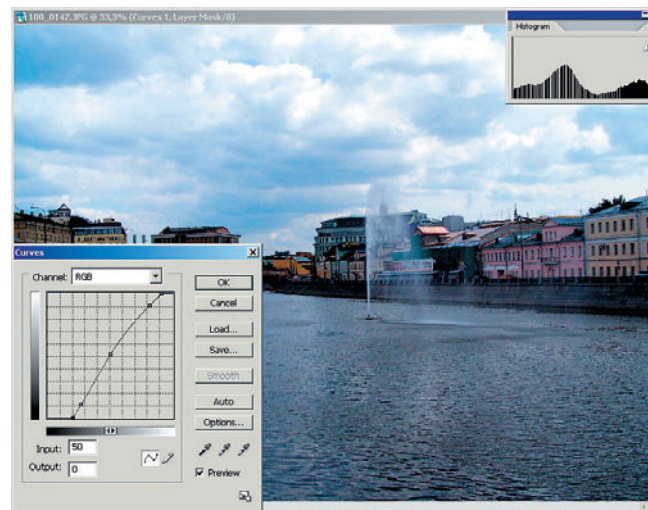 100_0142.JPG @ 33,3% (Curves 1, Layer Mask/8)
Histogram
Curves
Channel: RGB
OK
Cancel
Load...
Save...
Smooth
Auto
Options...
Input: 50
Output: 0
Preview